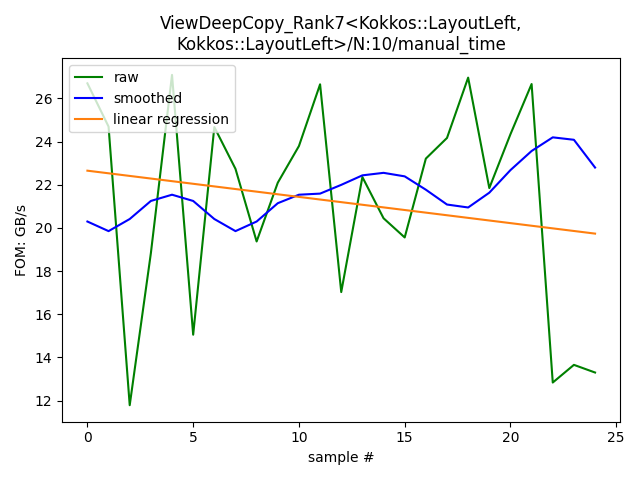 ViewDeepCopy_Rank7<Kokkos::LayoutLeft,
Kokkos::LayoutLeft>/N:10/manual_time
raw
smoothed
linear regression
FOM: GB/s
26
24
22
20
18
16
14
12
0
5
10
15
20
25
sample #